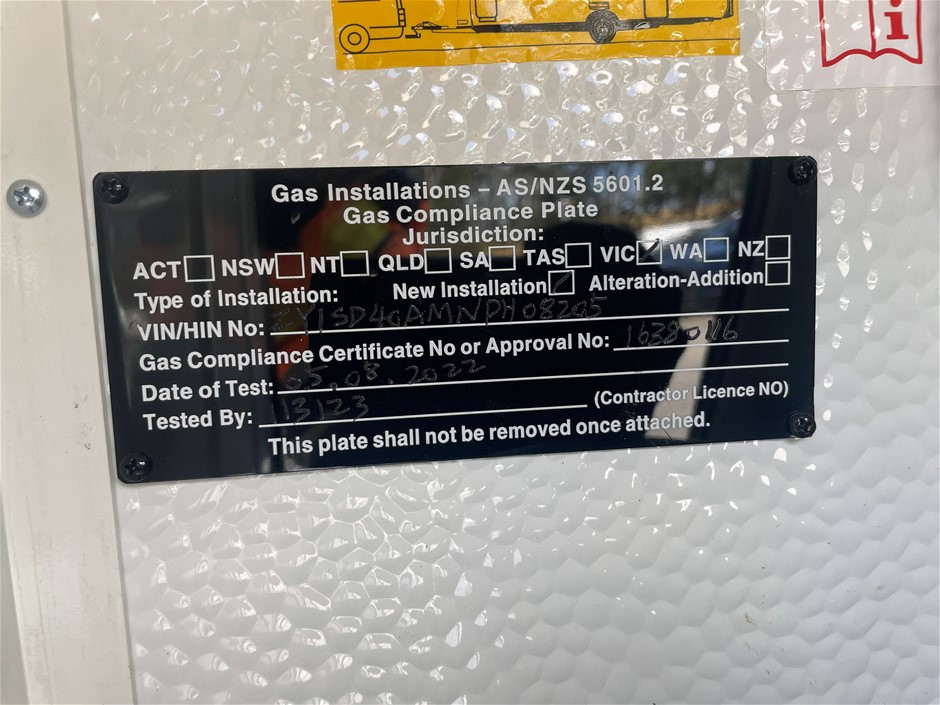 Gas Installations – AS/NZS 5601.2
Gas Compliance Plate
Jurisdiction:
ACT NSW NT QLD SA TAS VIC WA NZ
Type of Installation: New Installation Alteration-Addition
VIN/HIN No: SD40AMNPH08205
Gas Compliance Certificate No or Approval No:
Date of Test: 05.08.2022
Tested By: 13123 (Contractor Licence NO)
This plate shall not be removed once attached.